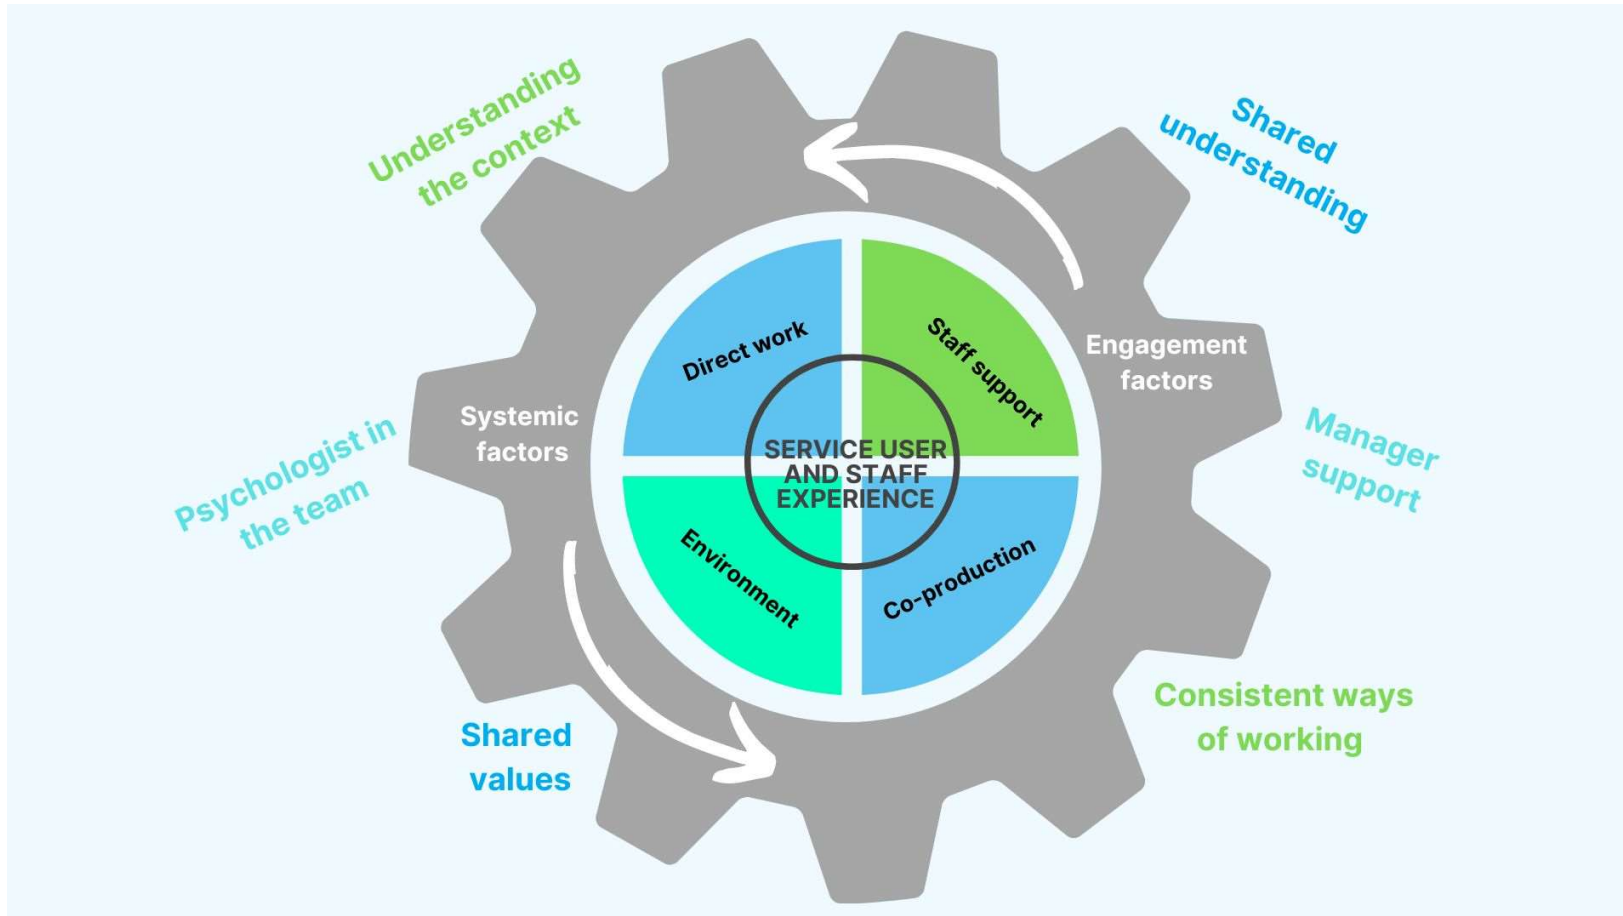 Understanding
the context
Shared
understanding
Direct work
Staff support
Engagement
factors
Systemic
factors
SERVICE USER
AND STAFF
EXPERIENCE
Psychologist in
the team
Manager
support
Environment
Co-production
Shared
values
Consistent ways
of working